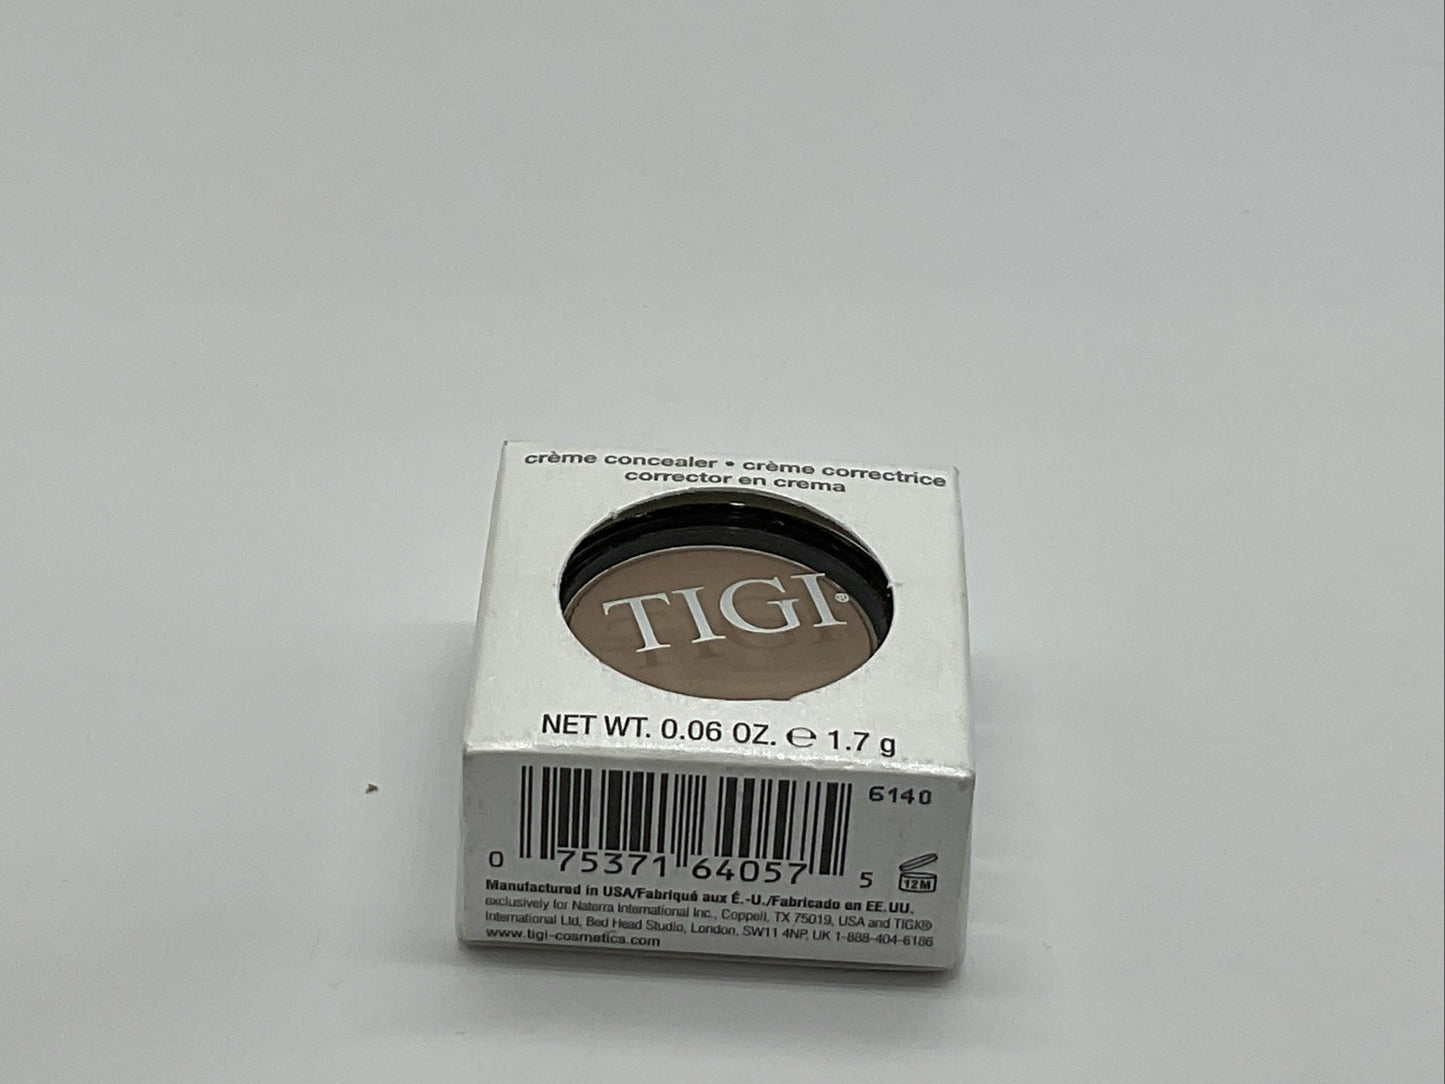 crème concealer • crème correctrice
corrector en crema
TIGI®
NET WT. 0.06 OZ. ℮ 1.7 g
6140
0 75371 64057 5
12M
Manufactured in USA/Fabriqué aux É.-U./Fabricado en EE.UU.
exclusively for Naterra International Inc., Coppell, TX 75019, USA and TIGI®
International Ltd, Bed Head Studio, London, SW11 4NP, UK 1-888-404-6186
www.tigi-cosmetics.com